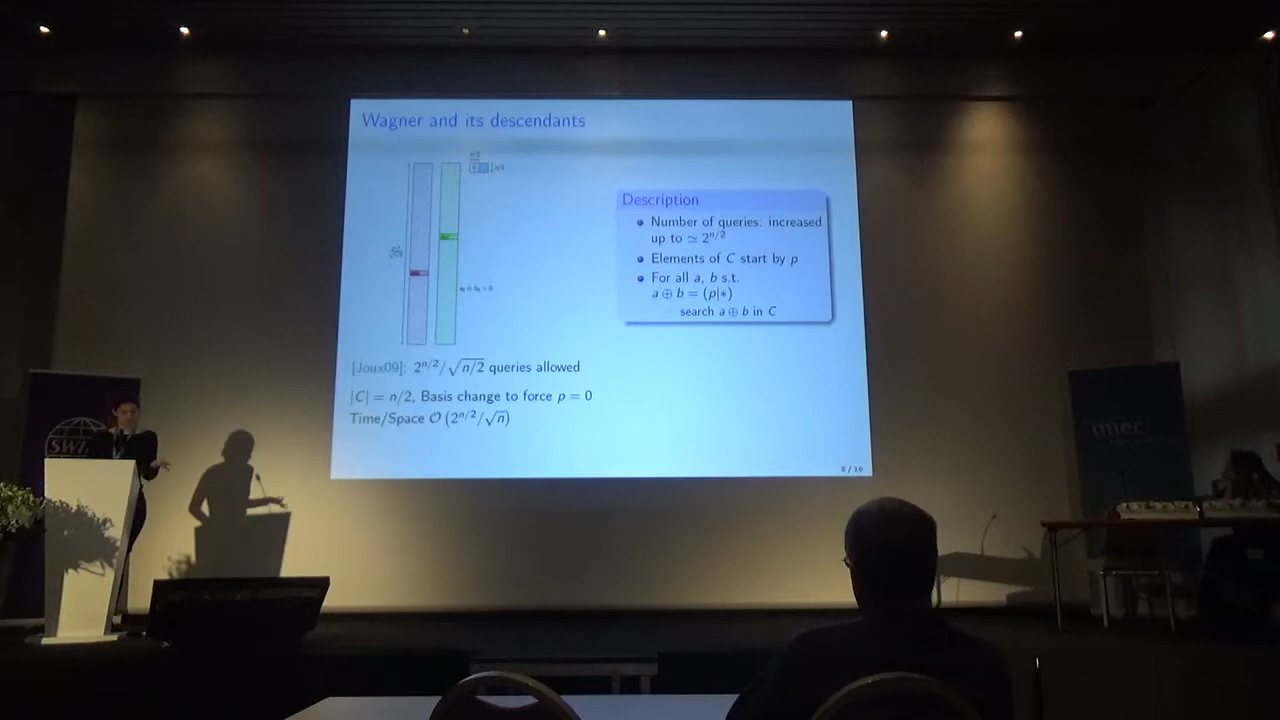 Wagner and its descendants
Description
Number of queries: increased
up to ≃ 2^{n/2}
Elements of C start by p
For all a, b s.t.
a ⊕ b = (p|*)
search a ⊕ b in C
[Joux09]: 2^{n/2}/√(n/2) queries allowed
|C| = n/2, Basis change to force p = 0
Time/Space O(2^{n/2}/√n)
imec